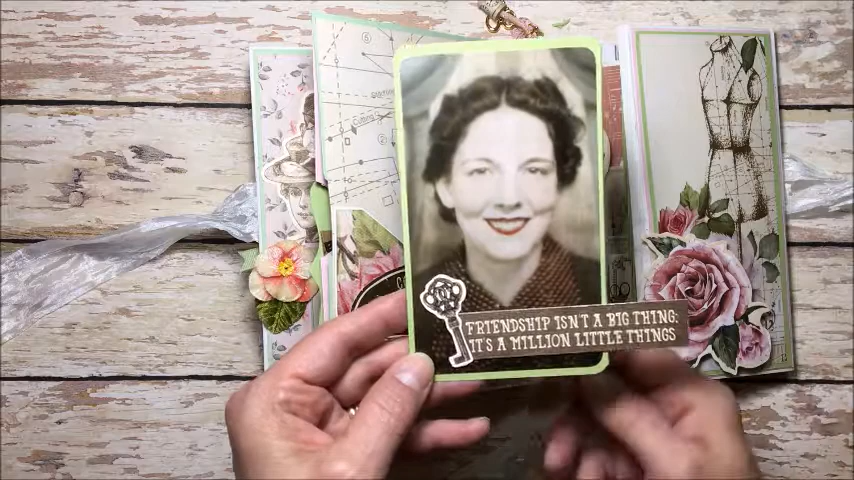 FRIENDSHIP ISN'T A BIG THING;
IT'S A MILLION LITTLE THINGS